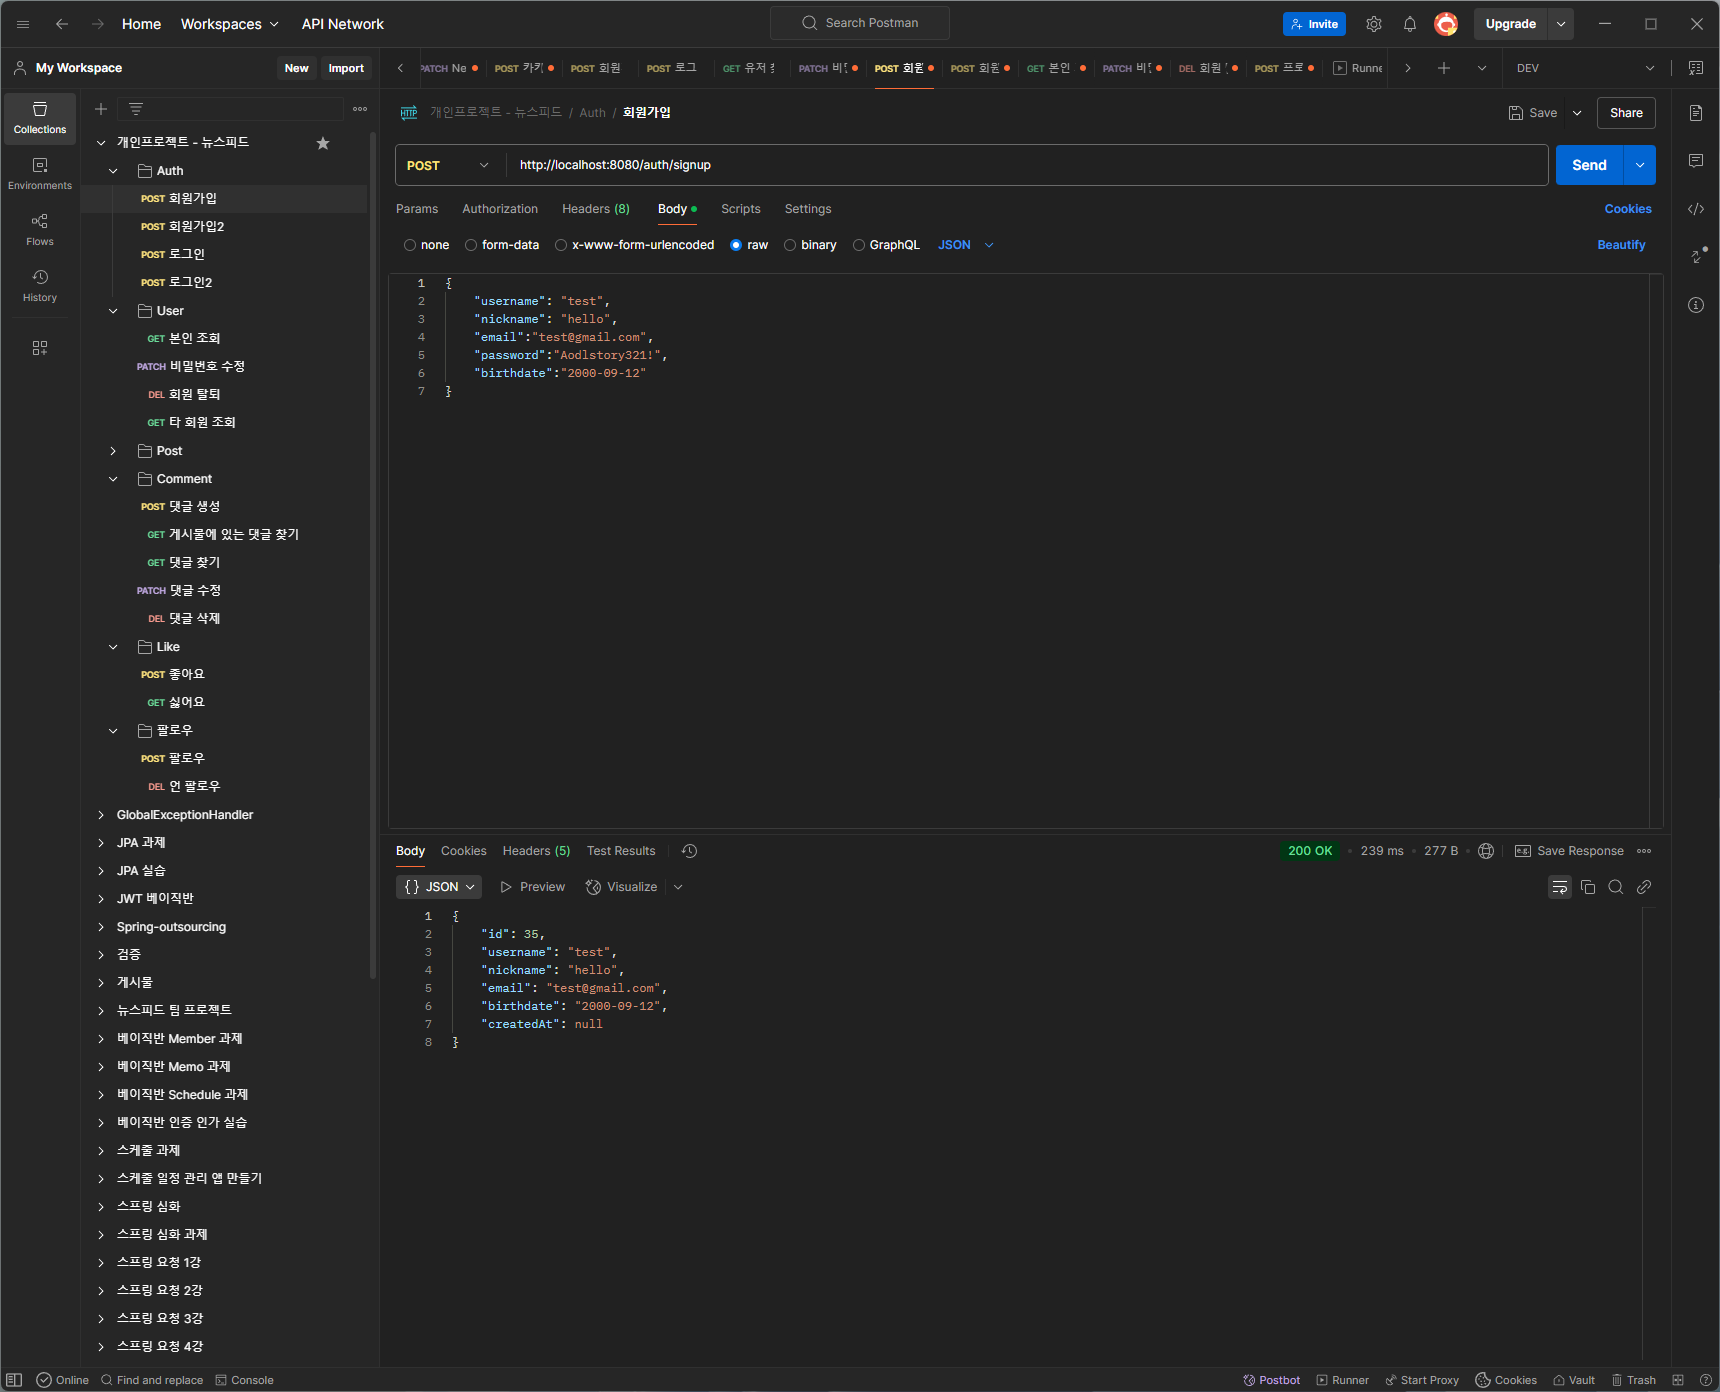 Home Workspaces API Network Search Postman Invite Upgrade
My Workspace New Import PATCH Ne POST 카카 POST 회원 POST 로그 GET 유저 PATCH 비 POST 회원 POST 회원 GET 본인 PATCH 비 DEL 회원 POST 프로 Runne DEV
Collections
Environments
Flows
History
개인프로젝트 - 뉴스피드
Auth
POST 회원가입
POST 회원가입2
POST 로그인
POST 로그인2
User
GET 본인 조회
PATCH 비밀번호 수정
DEL 회원 탈퇴
GET 타 회원 조회
Post
Comment
POST 댓글 생성
GET 게시물에 있는 댓글 찾기
GET 댓글 찾기
PATCH 댓글 수정
DEL 댓글 삭제
Like
POST 좋아요
GET 싫어요
팔로우
POST 팔로우
DEL 언 팔로우
GlobalExceptionHandler
JPA 과제
JPA 실습
JWT 베이직반
Spring-outsourcing
검증
게시물
뉴스피드 팀 프로젝트
베이직반 Member 과제
베이직반 Memo 과제
베이직반 Schedule 과제
베이직반 인증 인가 실습
스케줄 과제
스케줄 일정 관리 앱 만들기
스프링 심화
스프링 심화 과제
스프링 요청 1강
스프링 요청 2강
스프링 요청 3강
스프링 요청 4강
HTTP 개인프로젝트 - 뉴스피드 / Auth / 회원가입 Save Share
POST http://localhost:8080/auth/signup Send
Params Authorization Headers (8) Body Scripts Settings Cookies
none form-data x-www-form-urlencoded raw binary GraphQL JSON Beautify
1 {
2 "username": "test",
3 "nickname": "hello",
4 "email":"test@gmail.com",
5 "password":"Aodlstory321!",
6 "birthdate":"2000-09-12"
7 }
Body Cookies Headers (5) Test Results 200 OK • 239 ms • 277 B • e.g. Save Response
{} JSON Preview Visualize
1 {
2 "id": 35,
3 "username": "test",
4 "nickname": "hello",
5 "email": "test@gmail.com",
6 "birthdate": "2000-09-12",
7 "createdAt": null
8 }
Online Find and replace Console Postbot Runner Start Proxy Cookies Vault Trash